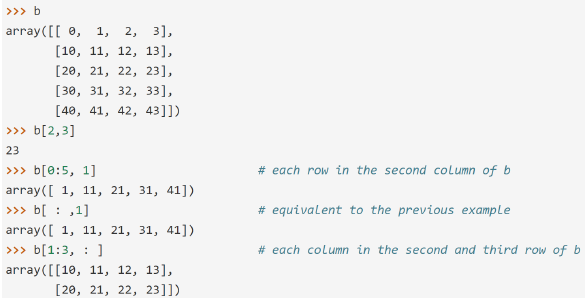 >>> b
array([[ 0,  1,  2,  3],
       [10, 11, 12, 13],
       [20, 21, 22, 23],
       [30, 31, 32, 33],
       [40, 41, 42, 43]])
>>> b[2,3]
23
>>> b[0:5, 1]                       # each row in the second column of b
array([ 1, 11, 21, 31, 41])
>>> b[ : ,1]                        # equivalent to the previous example
array([ 1, 11, 21, 31, 41])
>>> b[1:3, : ]                      # each column in the second and third row of b
array([[10, 11, 12, 13],
       [20, 21, 22, 23]])